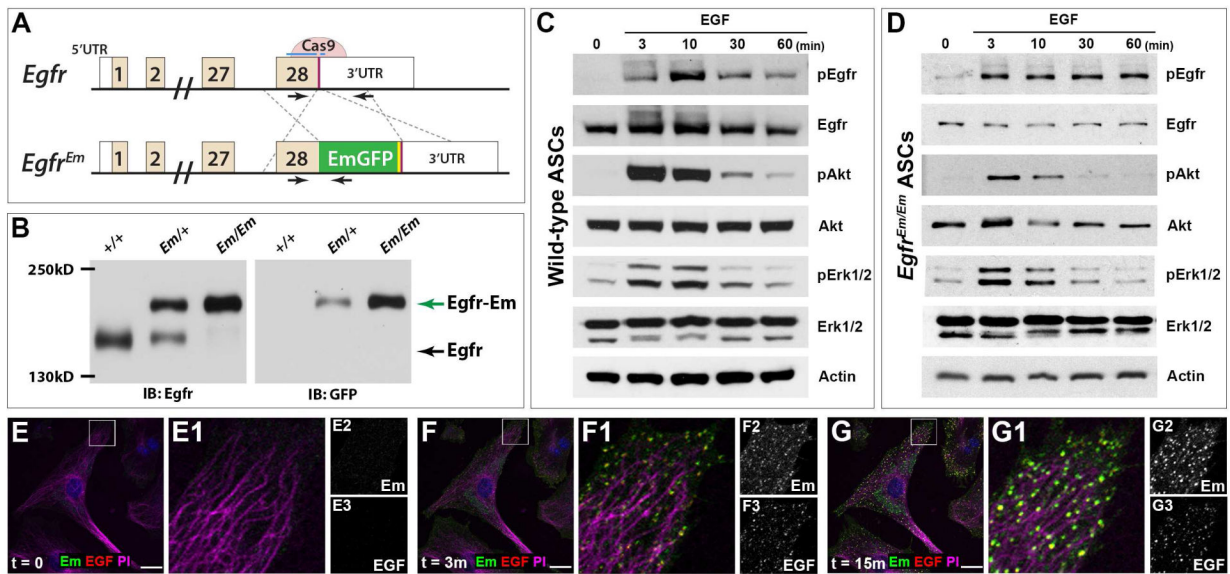 A
Cas9
5'UTR
Egfr
1 2 27 28 3'UTR
Egfr^Em
1 2 27 28 EmGFP 3'UTR
B
+/+ Em/+ Em/Em +/+ Em/+ Em/Em
250kD
Egfr-Em
Egfr
130kD
IB: Egfr IB: GFP
C
EGF
0 3 10 30 60 (min)
Wild-type ASCs
pEgfr
Egfr
pAkt
Akt
pErk1/2
Erk1/2
Actin
D
EGF
0 3 10 30 60 (min)
Egfr^Em/Em ASCs
pEgfr
Egfr
pAkt
Akt
pErk1/2
Erk1/2
Actin
E
t = 0 Em EGF PI
E1
E2
Em
E3
EGF
F
t = 3m Em EGF PI
F1
F2
Em
F3
EGF
G
t = 15m Em EGF PI
G1
G2
Em
G3
EGF